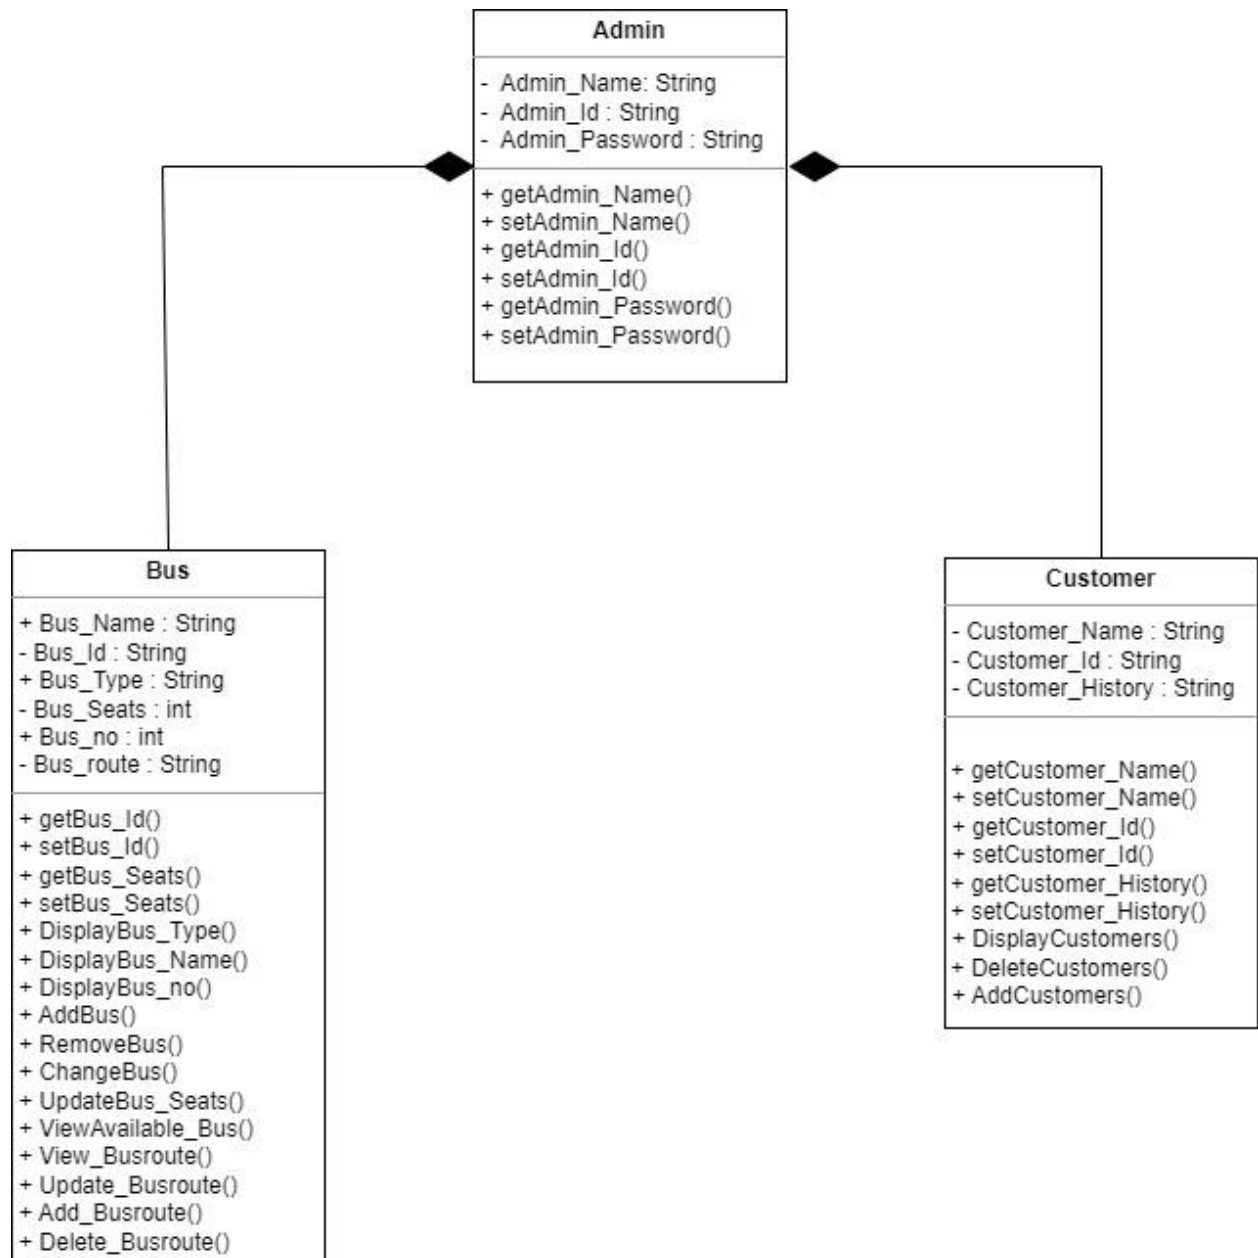 Admin
- Admin_Name: String
- Admin_Id : String
- Admin_Password : String
+ getAdmin_Name()
+ setAdmin_Name()
+ getAdmin_Id()
+ setAdmin_Id()
+ getAdmin_Password()
+ setAdmin_Password()
Bus
+ Bus_Name : String
- Bus_Id : String
+ Bus_Type : String
- Bus_Seats : int
+ Bus_no : int
- Bus_route : String
+ getBus_Id()
+ setBus_Id()
+ getBus_Seats()
+ setBus_Seats()
+ DisplayBus_Type()
+ DisplayBus_Name()
+ DisplayBus_no()
+ AddBus()
+ RemoveBus()
+ ChangeBus()
+ UpdateBus_Seats()
+ ViewAvailable_Bus()
+ View_Busroute()
+ Update_Busroute()
+ Add_Busroute()
+ Delete_Busroute()
Customer
- Customer_Name : String
- Customer_Id : String
- Customer_History : String
+ getCustomer_Name()
+ setCustomer_Name()
+ getCustomer_Id()
+ setCustomer_Id()
+ getCustomer_History()
+ setCustomer_History()
+ DisplayCustomers()
+ DeleteCustomers()
+ AddCustomers()